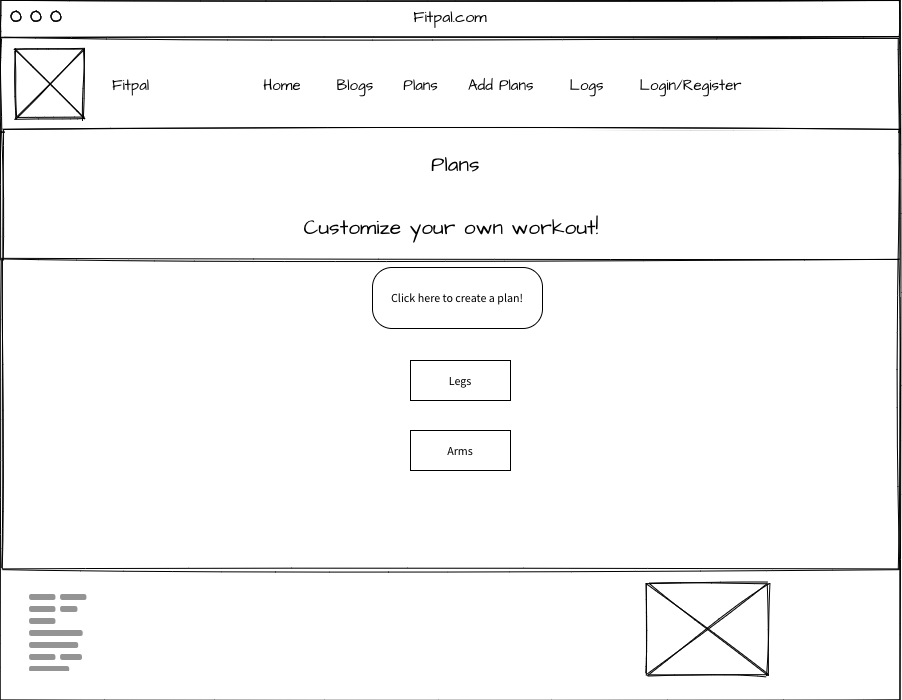 Fitpal.com
Fitpal Home Blogs Plans Add Plans Logs Login/Register
Plans
Customize your own workout!
Click here to create a plan!
Legs
Arms